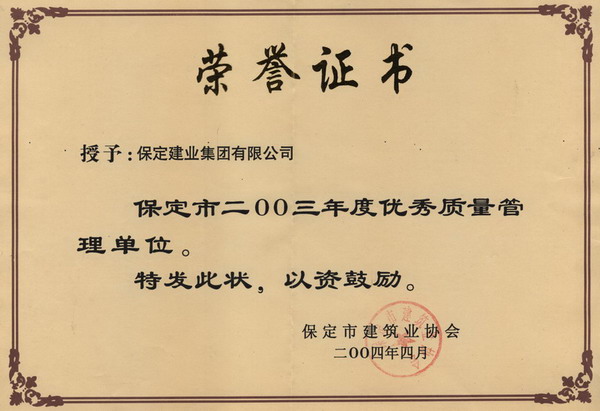 荣誉证书
授予：保定建业集团有限公司
保定市二00三年度优秀质量管
理单位。
特发此状，以资鼓励。
保定市建筑业协会
二00四年四月